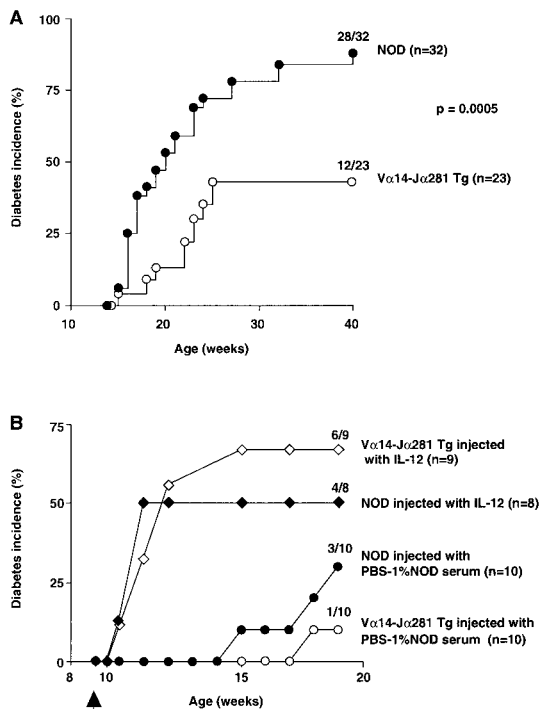 A
100
75
50
25
0
10
20
30
40
Diabetes incidence (%)
Age (weeks)
28/32
NOD (n=32)
p = 0.0005
12/23
Vα14-Jα281 Tg (n=23)
B
75
50
25
0
8
10
15
20
Diabetes incidence (%)
Age (weeks)
6/9
Vα14-Jα281 Tg injected
with IL-12 (n=9)
4/8
NOD injected with IL-12 (n=8)
3/10
NOD injected with
PBS-1%NOD serum (n=10)
1/10
Vα14-Jα281 Tg injected with
PBS-1%NOD serum (n=10)